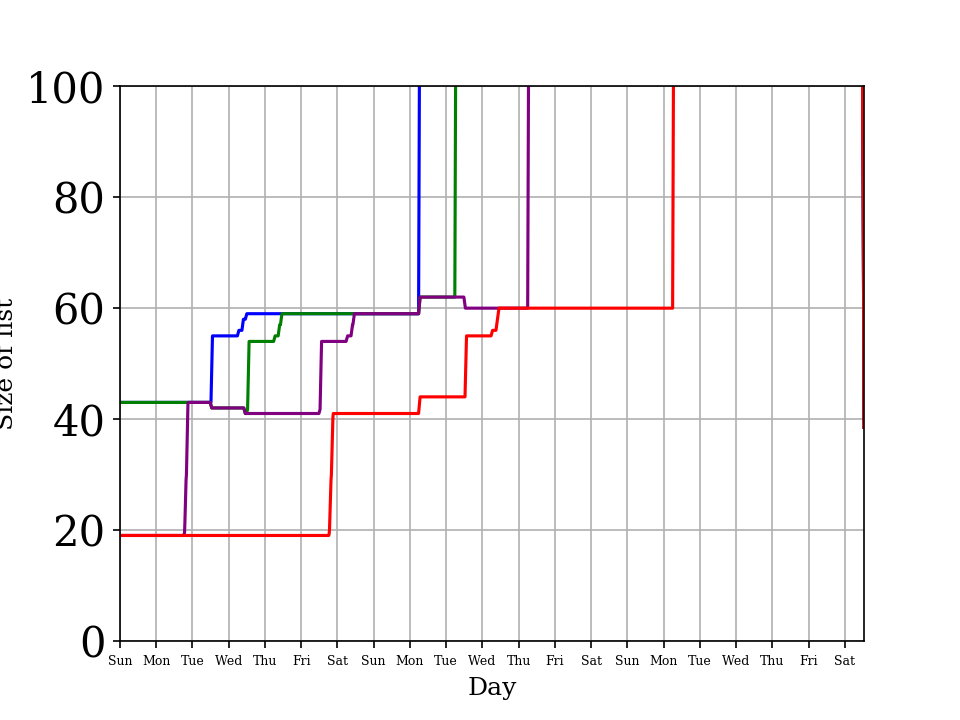 100
80
60
40
20
0
Size of list
Sun Mon Tue Wed Thu Fri Sat Sun Mon Tue Wed Thu Fri Sat Sun Mon Tue Wed Thu Fri Sat
Day